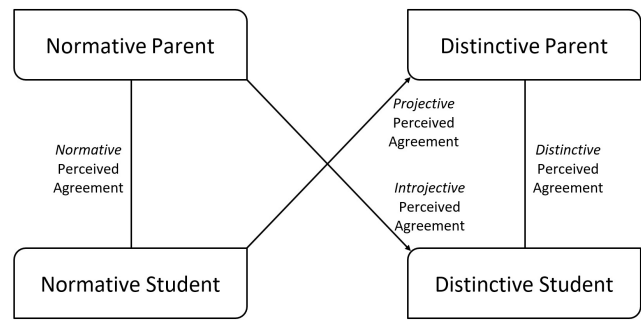 Normative Parent
Distinctive Parent
Projective
Perceived
Agreement
Normative
Perceived
Agreement
Distinctive
Perceived
Agreement
Introjective
Perceived
Agreement
Normative Student
Distinctive Student